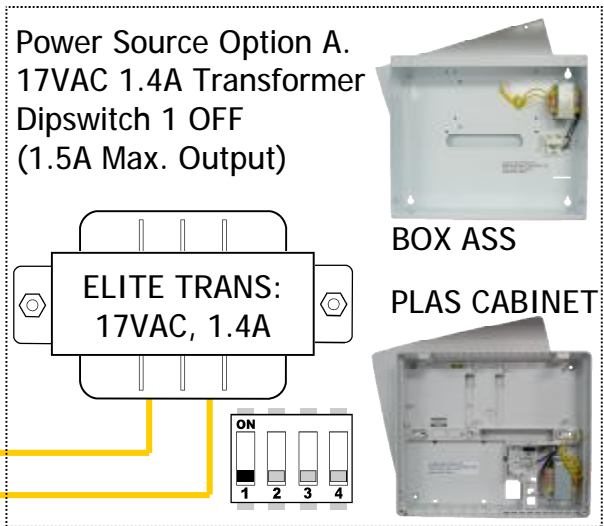 Power Source Option A.
17VAC 1.4A Transformer
Dipswitch 1 OFF
(1.5A Max. Output)
BOX ASS
ELITE TRANS:
17VAC, 1.4A
PLAS CABINET
ON
1 2 3 4